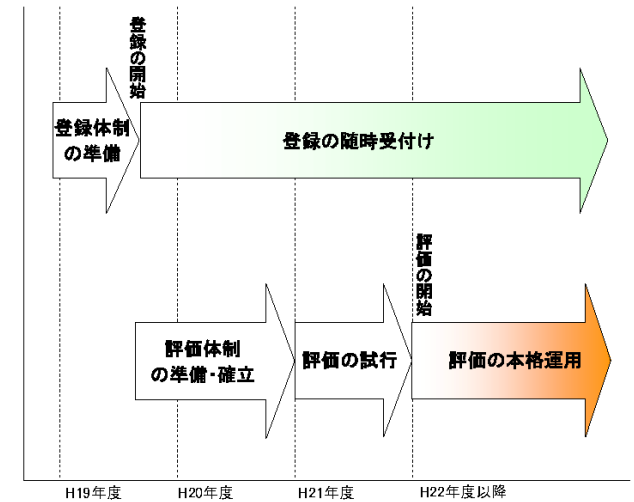 登録の開始
登録体制
の準備
登録の随時受付け
評価の開始
評価体制
の準備・確立
評価の試行
評価の本格運用
H19年度
H20年度
H21年度
H22年度以降